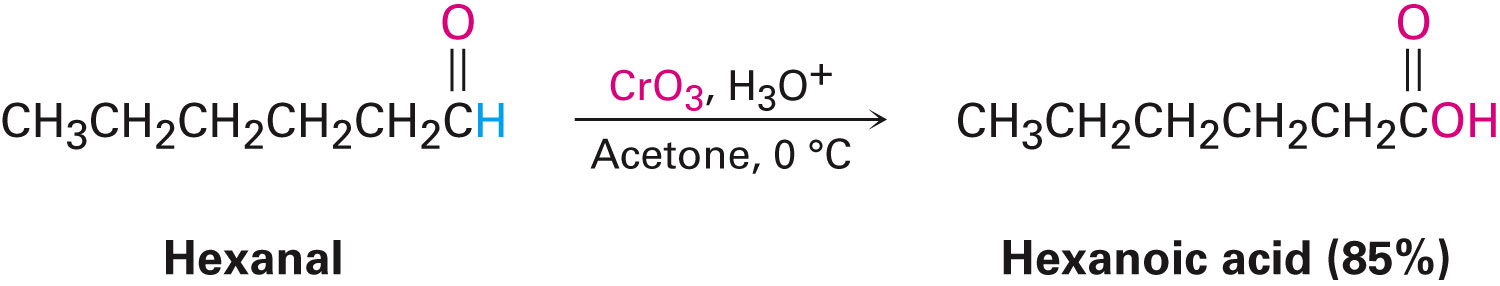 O O
CrO₃, H₃O⁺
CH₃CH₂CH₂CH₂CH₂CH CH₃CH₂CH₂CH₂CH₂COH
Acetone, 0 °C
Hexanal Hexanoic acid (85%)